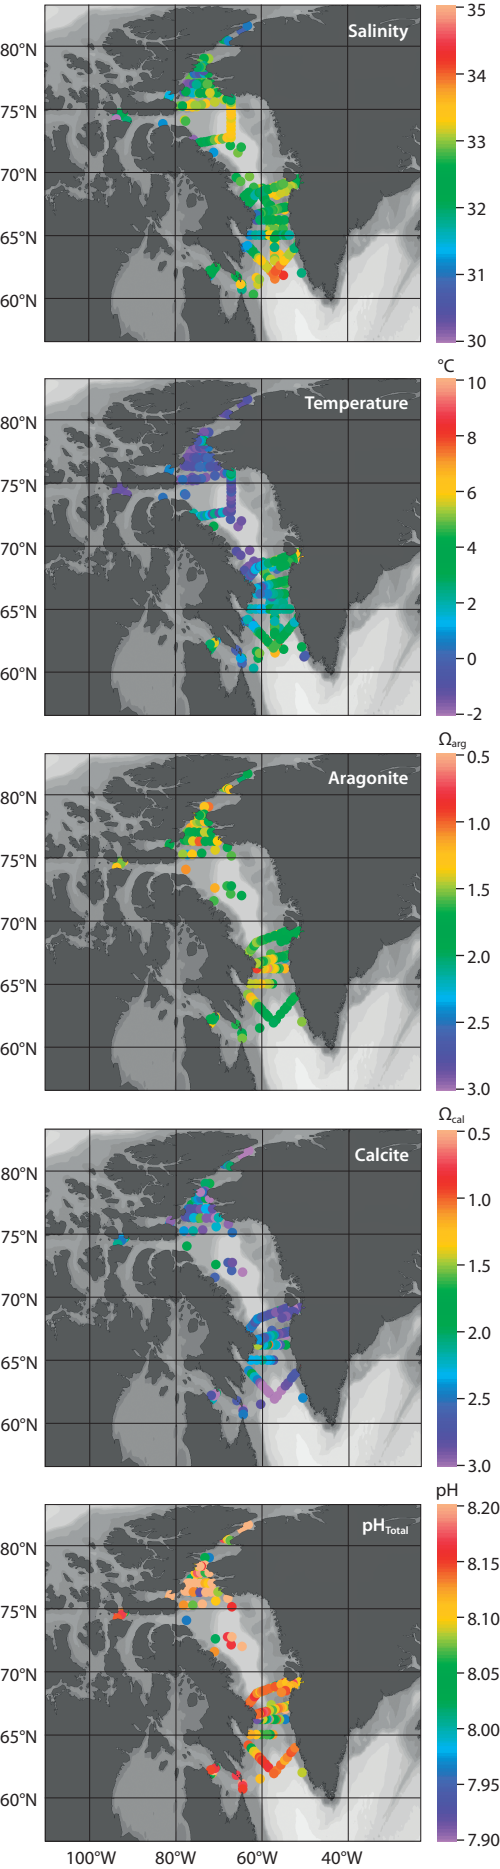 Salinity
80°N
75°N
70°N
65°N
60°N
35
34
33
32
31
30
Temperature
°C
80°N
75°N
70°N
65°N
60°N
10
8
6
4
2
0
-2
Aragonite
Ωarg
80°N
75°N
70°N
65°N
60°N
0.5
1.0
1.5
2.0
2.5
3.0
Calcite
Ωcal
80°N
75°N
70°N
65°N
60°N
0.5
1.0
1.5
2.0
2.5
3.0
pHTotal
pH
80°N
75°N
70°N
65°N
60°N
8.20
8.15
8.10
8.05
8.00
7.95
7.90
100°W 80°W 60°W 40°W